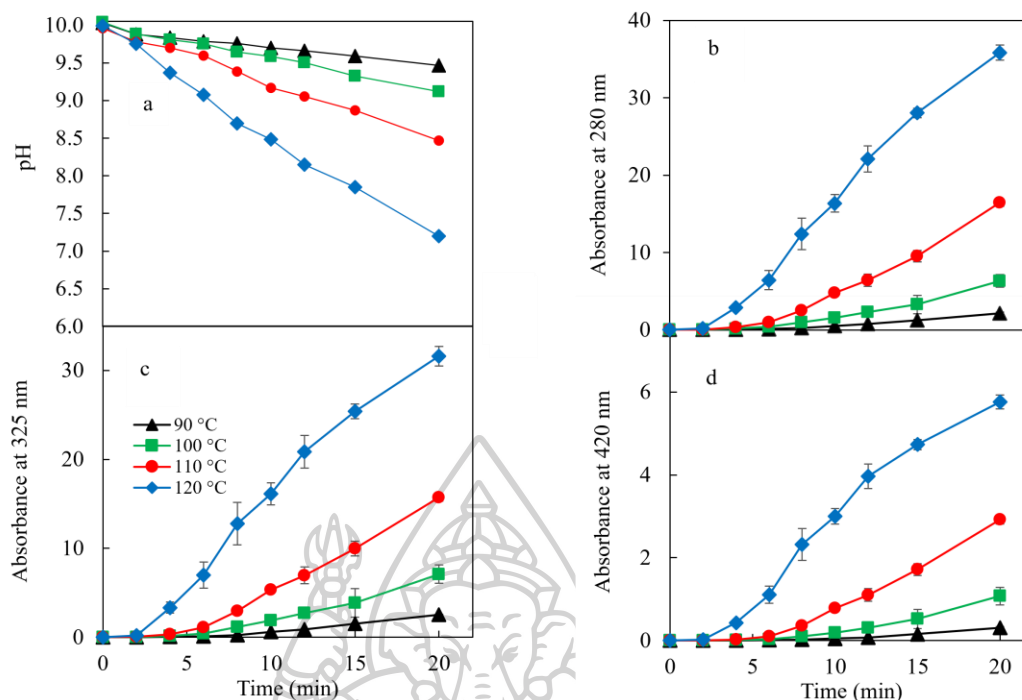 10.0
9.5
9.0
8.5
8.0
7.5
7.0
6.5
6.0
pH
a
40
30
20
10
0
Absorbance at 280 nm
b
30
20
10
0
Absorbance at 325 nm
c
90 °C
100 °C
110 °C
120 °C
0 5 10 15 20
Time (min)
6
4
2
0
Absorbance at 420 nm
d
0 5 10 15 20
Time (min)